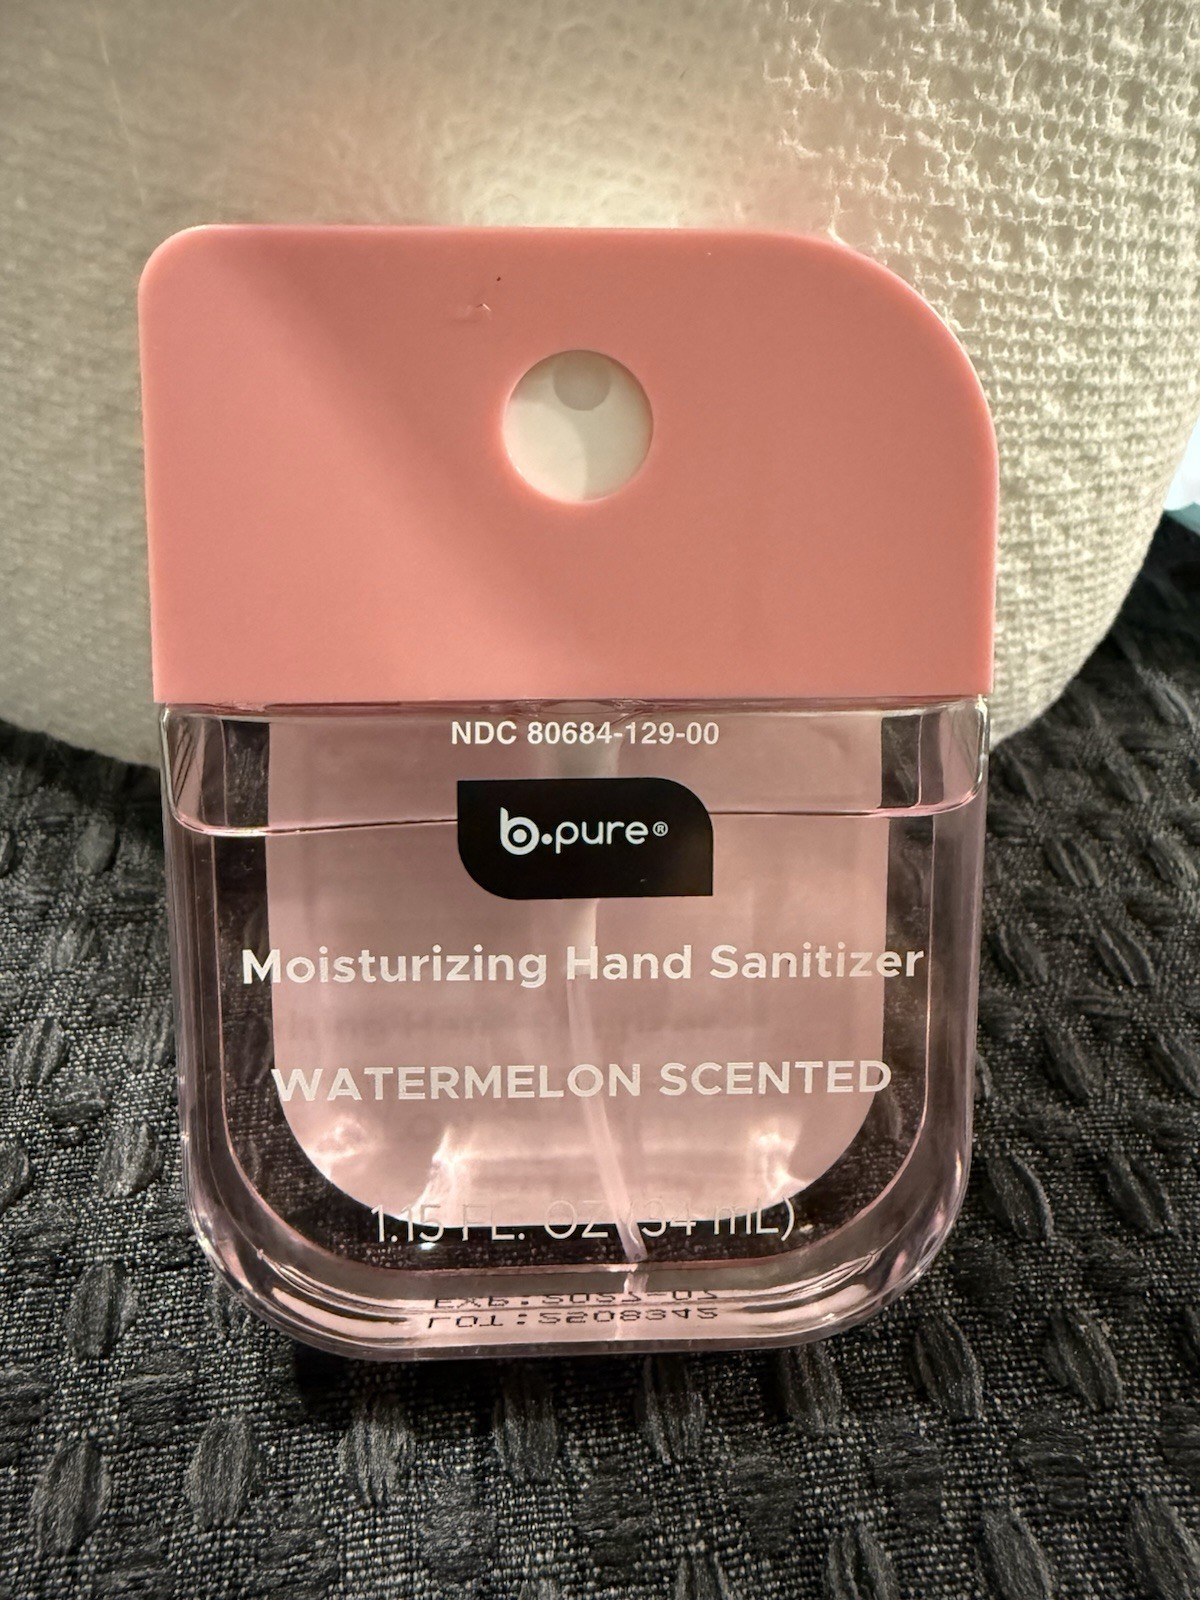 NDC 80684-129-00
b.pure®
Moisturizing Hand Sanitizer
WATERMELON SCENTED
1.15 FL. OZ (34 mL)